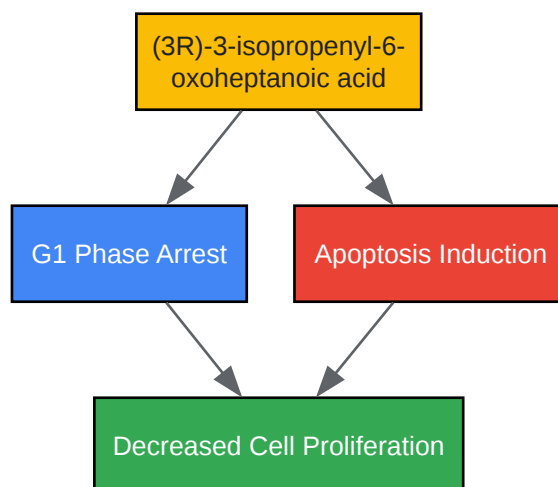 (3R)-3-isopropenyl-6-
oxoheptanoic acid
G1 Phase Arrest
Apoptosis Induction
Decreased Cell Proliferation